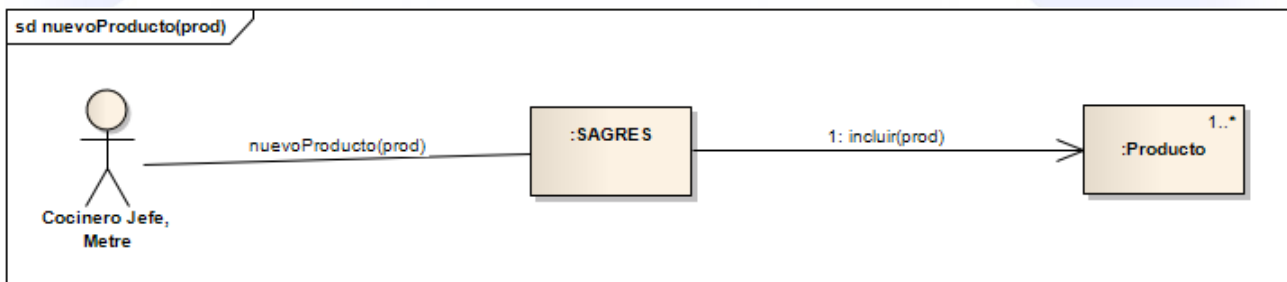 sd nuevoProducto(prod)
nuevoProducto(prod)
:SAGRES
1: incluir(prod)
1..*
:Producto
Cocinero Jefe,
Metre